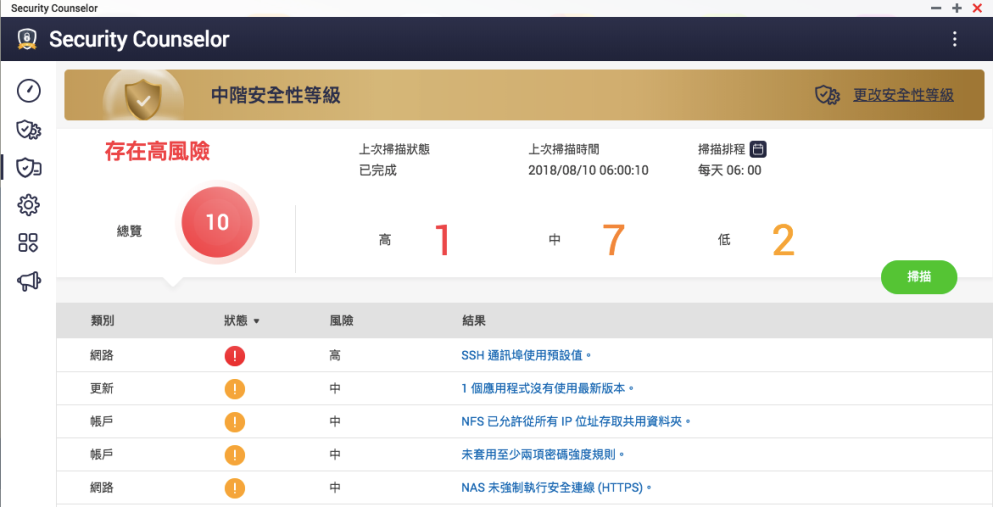 Security Counselor
Security Counselor
中階安全性等級
更改安全性等級
存在高風險
上次掃描狀態
已完成
上次掃描時間
2018/08/10 06:00:10
掃描排程
每天 06: 00
總覽
10
高 1
中 7
低 2
掃描
類別 狀態 風險 結果
網路 高 SSH 通訊埠使用預設值。
更新 中 1 個應用程式沒有使用最新版本。
帳戶 中 NFS 已允許從所有 IP 位址存取共用資料夾。
帳戶 中 未套用至少兩項密碼強度規則。
網路 中 NAS 未強制執行安全連線 (HTTPS)。